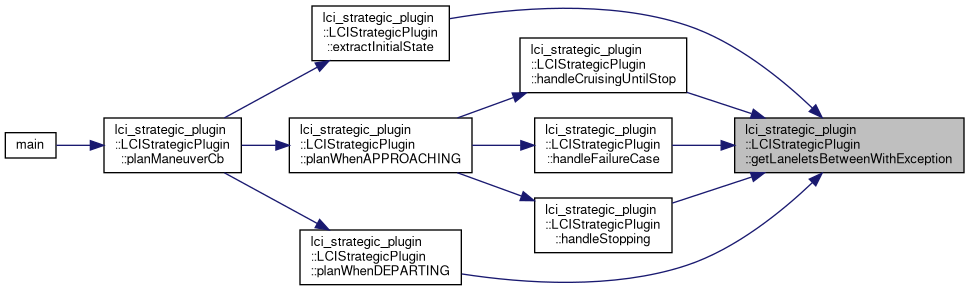 main
lci_strategic_plugin
::LCIStrategicPlugin
::planManeuverCb
lci_strategic_plugin
::LCIStrategicPlugin
::extractInitialState
lci_strategic_plugin
::LCIStrategicPlugin
::planWhenAPPROACHING
lci_strategic_plugin
::LCIStrategicPlugin
::planWhenDEPARTING
lci_strategic_plugin
::LCIStrategicPlugin
::handleCruisingUntilStop
lci_strategic_plugin
::LCIStrategicPlugin
::handleFailureCase
lci_strategic_plugin
::LCIStrategicPlugin
::handleStopping
lci_strategic_plugin
::LCIStrategicPlugin
::getLaneletsBetweenWithException